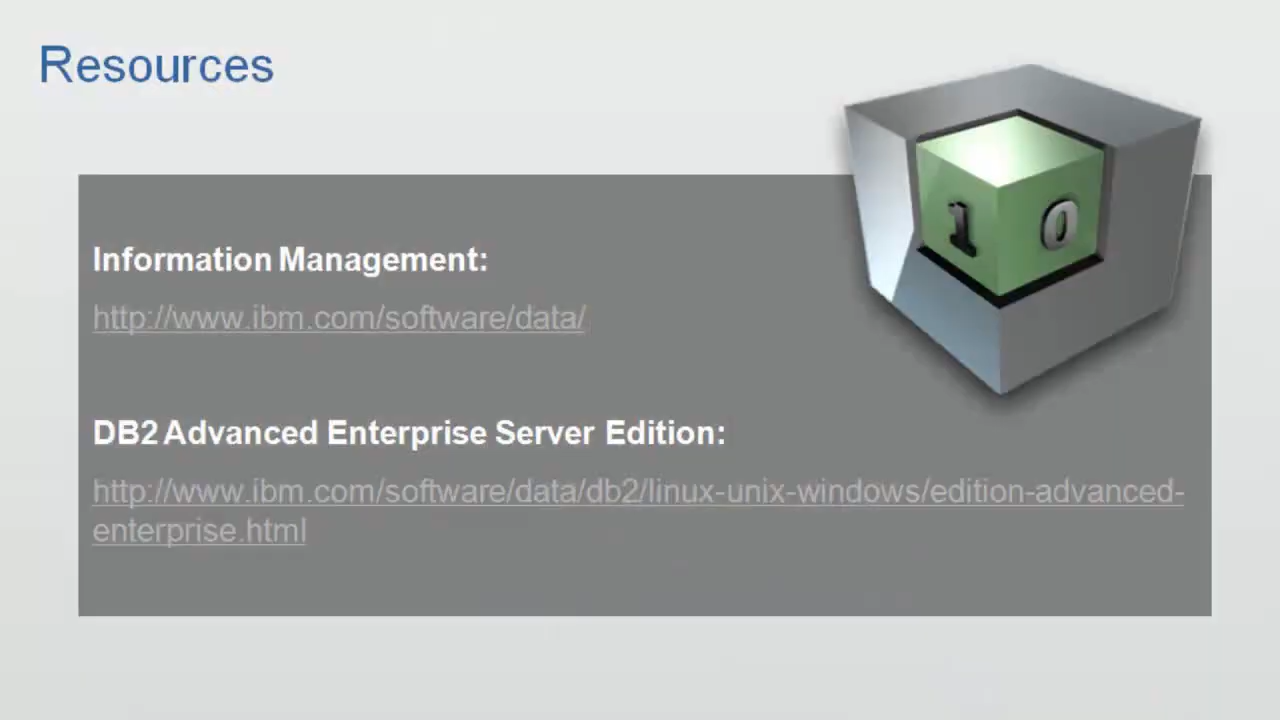 Resources
1 0
Information Management:
http://www.ibm.com/software/data/
DB2 Advanced Enterprise Server Edition:
http://www.ibm.com/software/data/db2/linux-unix-windows/edition-advanced-
enterprise.html